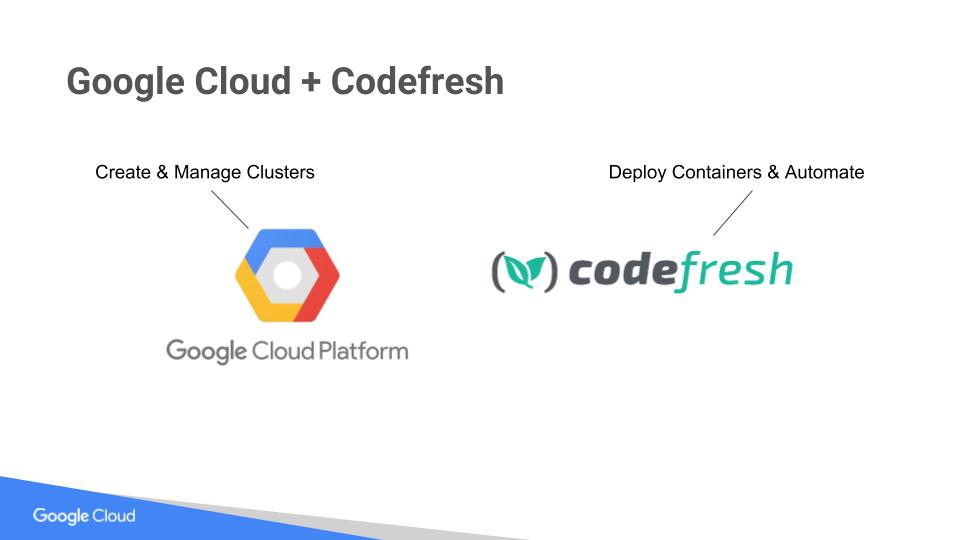 Google Cloud + Codefresh
Create & Manage Clusters
Deploy Containers & Automate
codefresh
Google Cloud Platform
Google Cloud